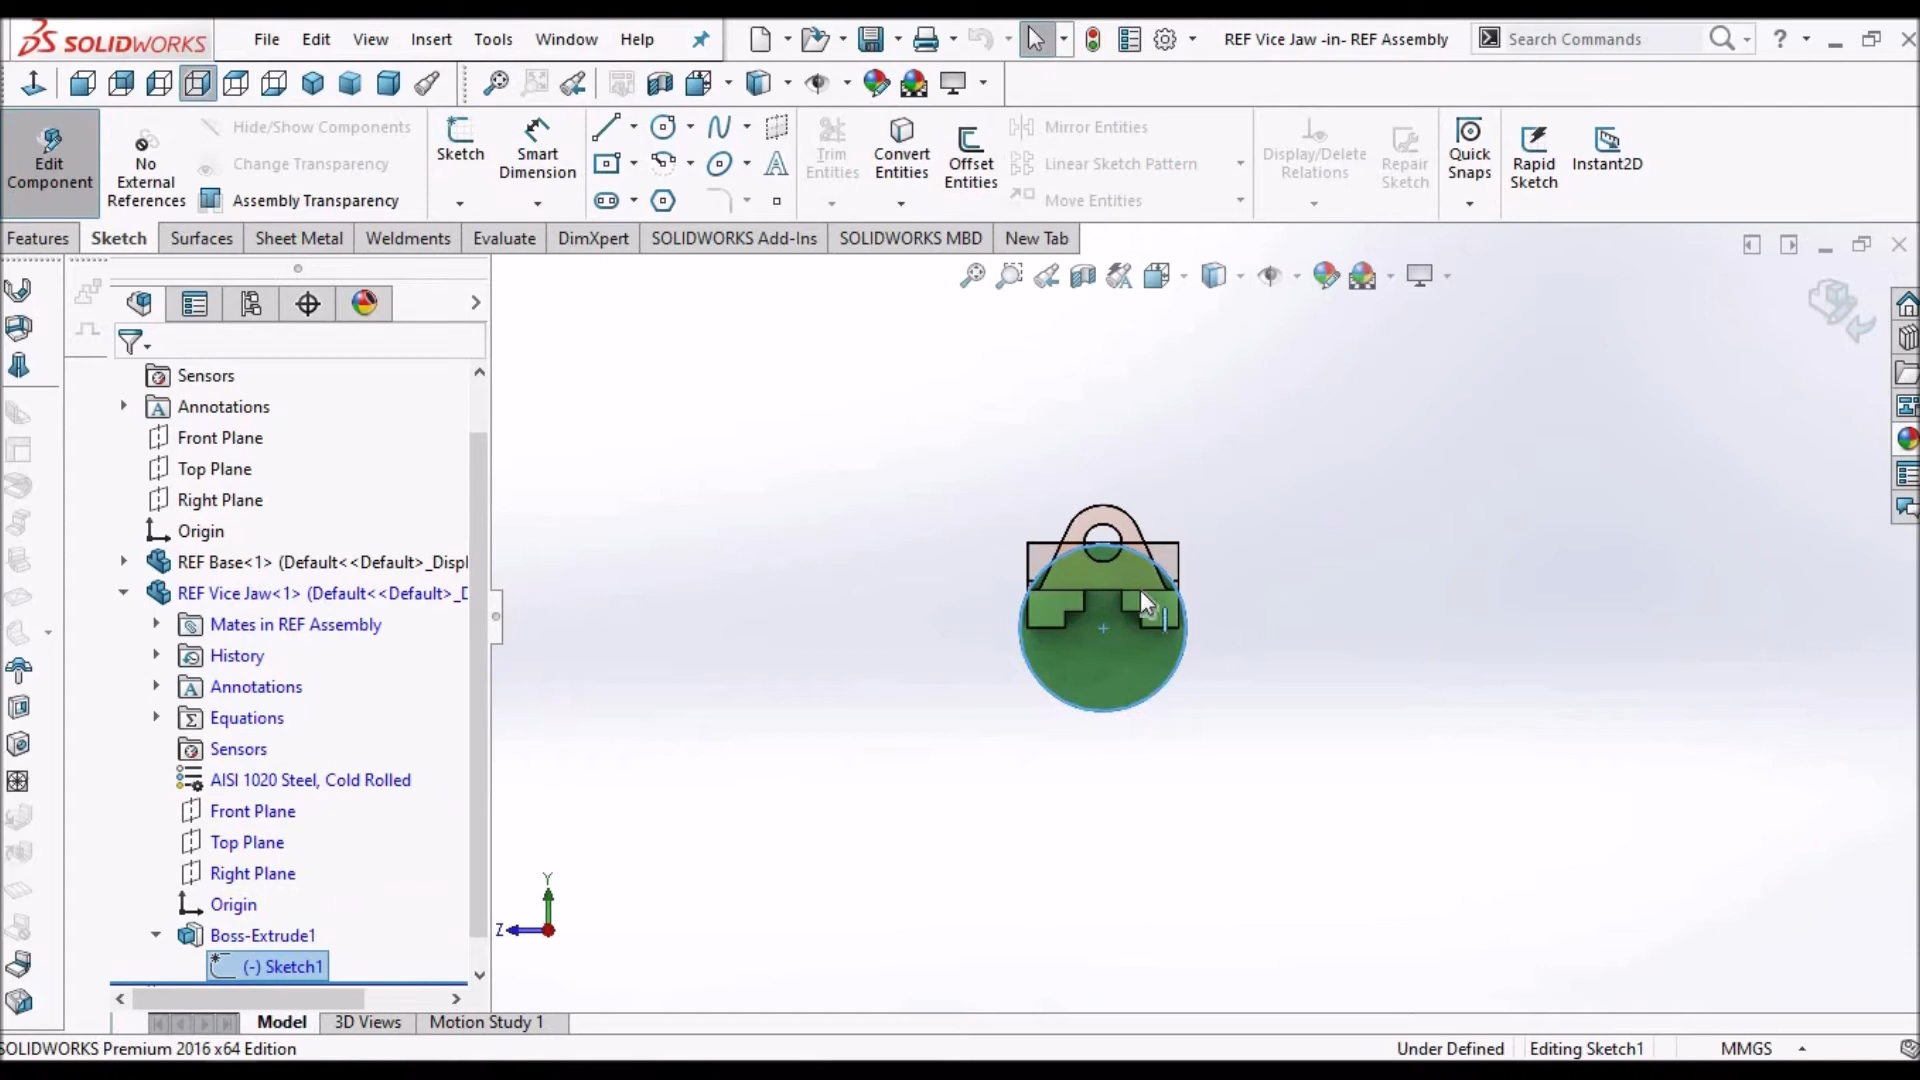 SOLIDWORKS File Edit View Insert Tools Window Help REF Vice Jaw -in- REF Assembly Search Commands ?
Edit Component
No External References
Hide/Show Components
Change Transparency
Assembly Transparency
Sketch
Smart Dimension
Trim Entities
Convert Entities
Offset Entities
Mirror Entities
Linear Sketch Pattern
Move Entities
Display/Delete Relations
Repair Sketch
Quick Snaps
Rapid Sketch
Instant2D
Features Sketch Surfaces Sheet Metal Weldments Evaluate DimXpert SOLIDWORKS Add-Ins SOLIDWORKS MBD New Tab
Sensors
Annotations
Front Plane
Top Plane
Right Plane
Origin
REF Base<1> (Default<<Default>_Displ
REF Vice Jaw<1> (Default<<Default>_D
Mates in REF Assembly
History
Annotations
Equations
Sensors
AISI 1020 Steel, Cold Rolled
Front Plane
Top Plane
Right Plane
Origin
Boss-Extrude1
(-) Sketch1
Y
Z
Model 3D Views Motion Study 1
SOLIDWORKS Premium 2016 x64 Edition Under Defined Editing Sketch1 MMGS